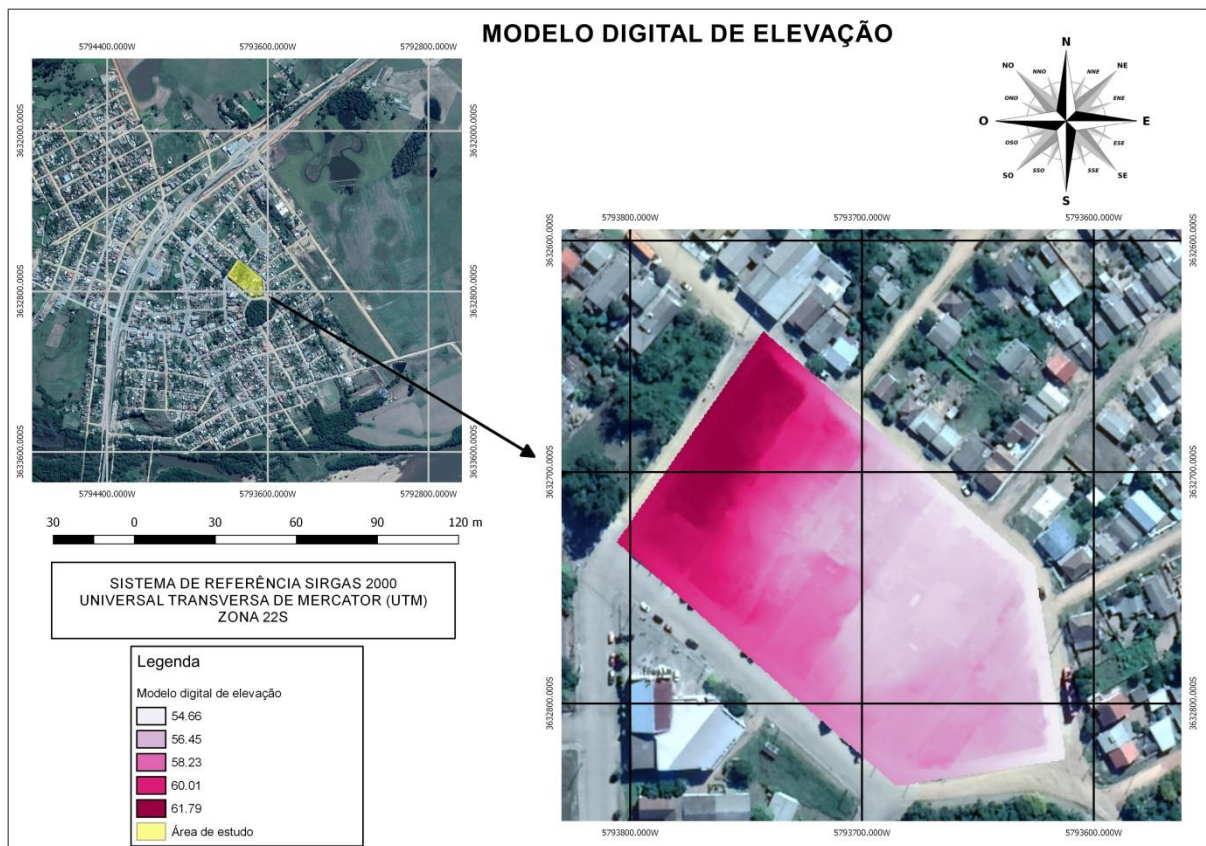 MODELO DIGITAL DE ELEVAÇÃO
5794400.000W 5793600.000W 5792800.000W
3632000.000S 3632000.000S
3632800.000S 3632800.000S
3633600.000S 3633600.000S
5794400.000W 5793600.000W 5792800.000W
N
NNO NNE
NO NE
ONO ENE
O E
OSO ESE
SO SE
SSO SSE
S
5793800.000W 5793700.000W 5793600.000W
3632600.000S 3632600.000S
3632700.000S 3632700.000S
3632800.000S 3632800.000S
5793800.000W 5793700.000W 5793600.000W
30 0 30 60 90 120 m
SISTEMA DE REFERÊNCIA SIRGAS 2000
UNIVERSAL TRANSVERSA DE MERCATOR (UTM)
ZONA 22S
Legenda
Modelo digital de elevação
54.66
56.45
58.23
60.01
61.79
Área de estudo